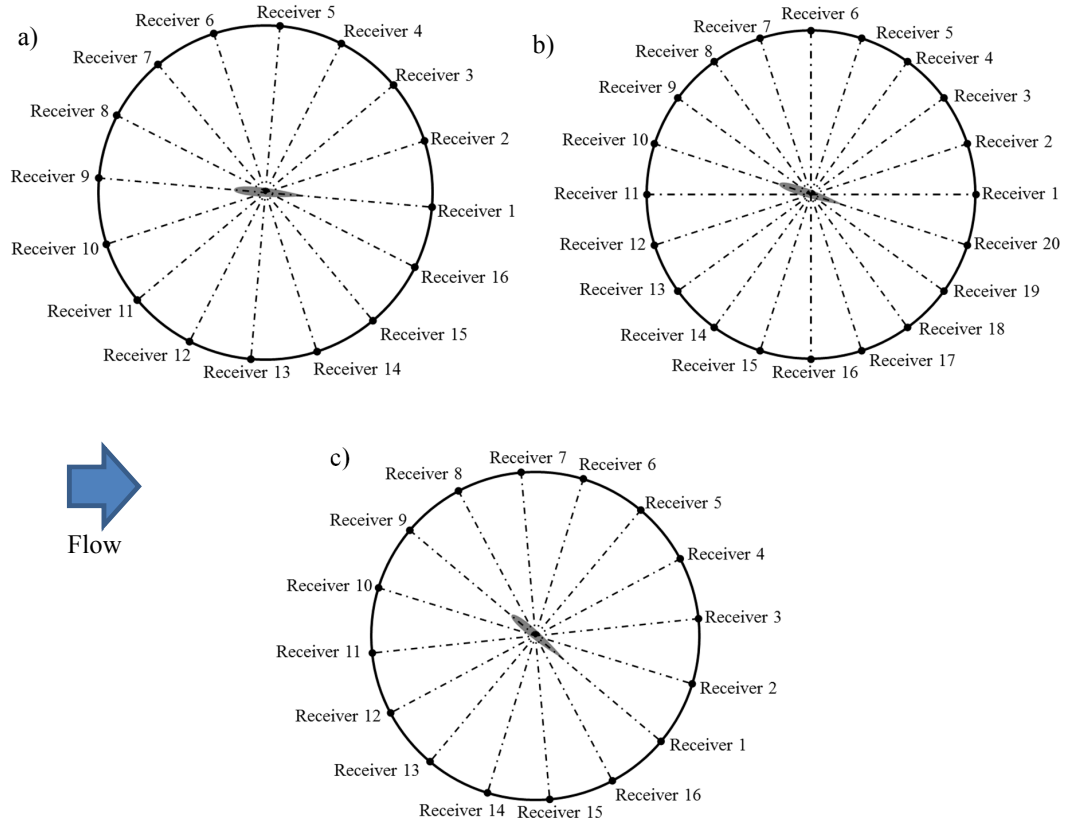 a)
Receiver 1
Receiver 2
Receiver 3
Receiver 4
Receiver 5
Receiver 6
Receiver 7
Receiver 8
Receiver 9
Receiver 10
Receiver 11
Receiver 12
Receiver 13
Receiver 14
Receiver 15
Receiver 16
b)
Receiver 1
Receiver 2
Receiver 3
Receiver 4
Receiver 5
Receiver 6
Receiver 7
Receiver 8
Receiver 9
Receiver 10
Receiver 11
Receiver 12
Receiver 13
Receiver 14
Receiver 15
Receiver 16
Receiver 17
Receiver 18
Receiver 19
Receiver 20
Flow
c)
Receiver 1
Receiver 2
Receiver 3
Receiver 4
Receiver 5
Receiver 6
Receiver 7
Receiver 8
Receiver 9
Receiver 10
Receiver 11
Receiver 12
Receiver 13
Receiver 14
Receiver 15
Receiver 16